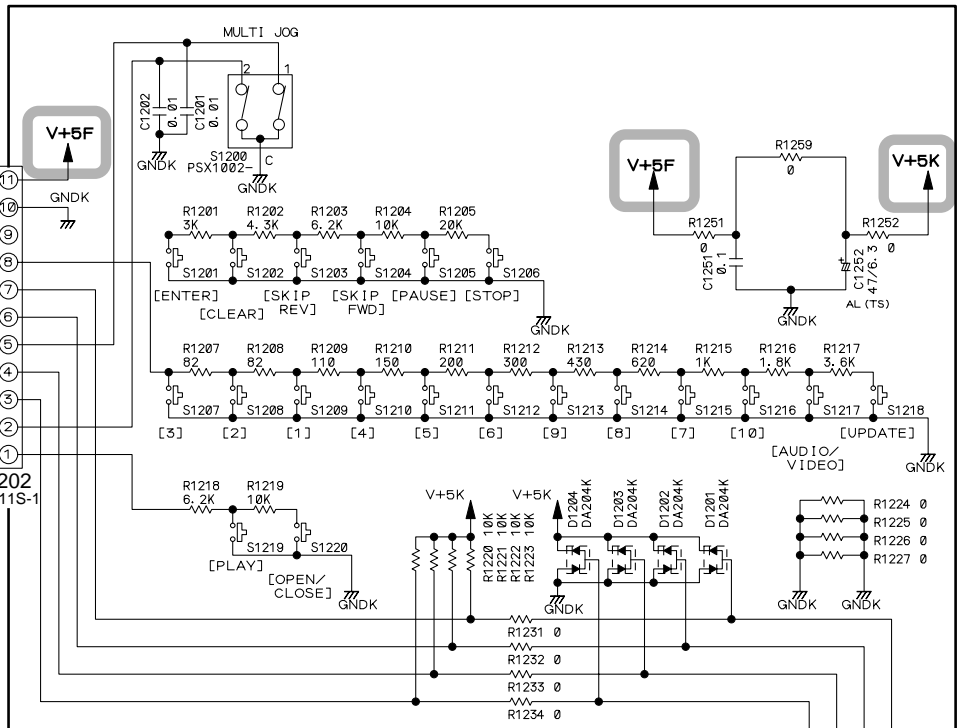 MULTI JOG
2 1
C1202
0.01
C1201
0.01
V+5F
GNDK
S1200
PSX1002-
C
GNDK
11
GNDK
10
9
8
7
6
5
4
3
2
1
202
11S-1
V+5F
R1259
0
V+5K
R1251
0
C1251
0.1
R1252
0
C1252
47/6.3
AL (TS)
GNDK
R1201 R1202 R1203 R1204 R1205
3K 4.3K 6.2K 10K 20K
S1201 S1202 S1203 S1204 S1205 S1206
[ENTER] [SKIP REV] [SKIP FWD] [PAUSE] [STOP]
[CLEAR]
GNDK
R1207 R1208 R1209 R1210 R1211 R1212 R1213 R1214 R1215 R1216 R1217
82 82 110 150 200 300 430 620 1K 1.8K 3.6K
S1207 S1208 S1209 S1210 S1211 S1212 S1213 S1214 S1215 S1216 S1217 S1218
[3] [2] [1] [4] [5] [6] [9] [8] [7] [10] [UPDATE]
[AUDIO/
VIDEO]
GNDK
R1218 R1219
6.2K 10K
S1219 S1220
[PLAY]
[OPEN/
CLOSE]
GNDK
V+5K
R1220 10K
R1221 10K
R1222 10K
R1223 10K
V+5K
D1204
DA204K
D1203
DA204K
D1202
DA204K
D1201
DA204K
GNDK
R1224 0
R1225 0
R1226 0
R1227 0
GNDK GNDK
R1231 0
R1232 0
R1233 0
R1234 0